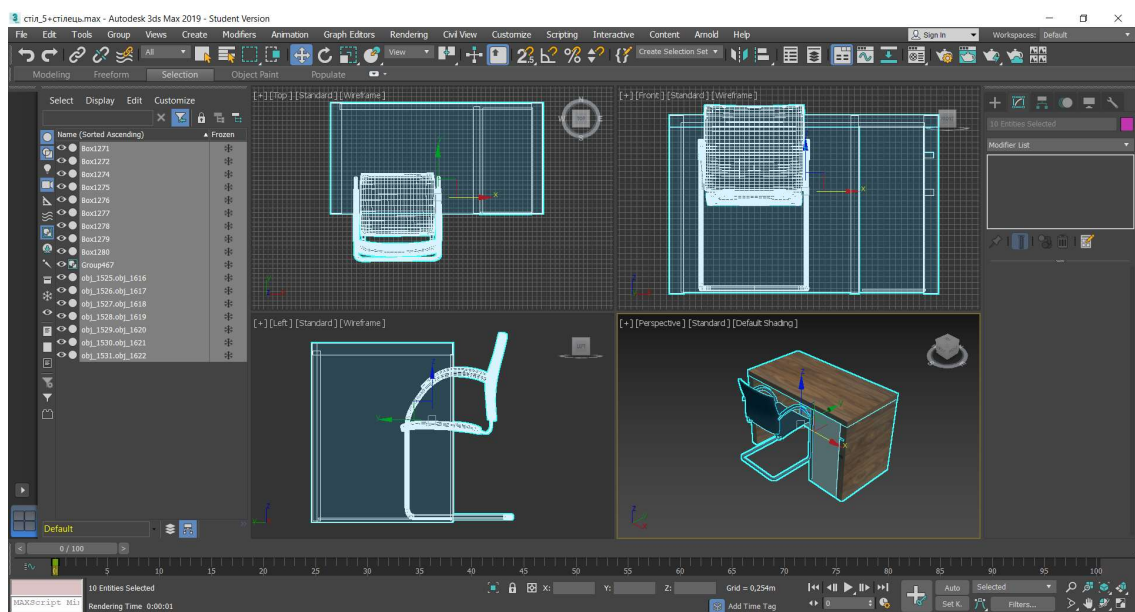 стіл_5+стілець.max - Autodesk 3ds Max 2019 - Student Version
File Edit Tools Group Views Create Modifiers Animation Graph Editors Rendering Civil View Customize Scripting Interactive Content Arnold Help Sign In Workspaces: Default
All View Create Selection Set
Modeling Freeform Selection Object Paint Populate
Select Display Edit Customize
Name (Sorted Ascending) Frozen
Box1271
Box1272
Box1274
Box1275
Box1276
Box1277
Box1278
Box1279
Box1280
Group467
obj_1525.obj_1616
obj_1526.obj_1617
obj_1527.obj_1618
obj_1528.obj_1619
obj_1529.obj_1620
obj_1530.obj_1621
obj_1531.obj_1622
Default
[+] [Top ] [Standard ] [Wireframe ]
[+] [Front ] [Standard ] [Wireframe ]
[+] [Left ] [Standard ] [Wireframe ]
[+] [Perspective ] [Standard ] [Default Shading ]
10 Entities Selected
Modifier List
0 / 100
0 5 10 15 20 25 30 35 40 45 50 55 60 65 70 75 80 85 90 95 100
10 Entities Selected X: Y: Z: Grid = 0,254m Auto Selected
MAXScript Mi Rendering Time 0:00:01 Add Time Tag 0 Set K. Filters...